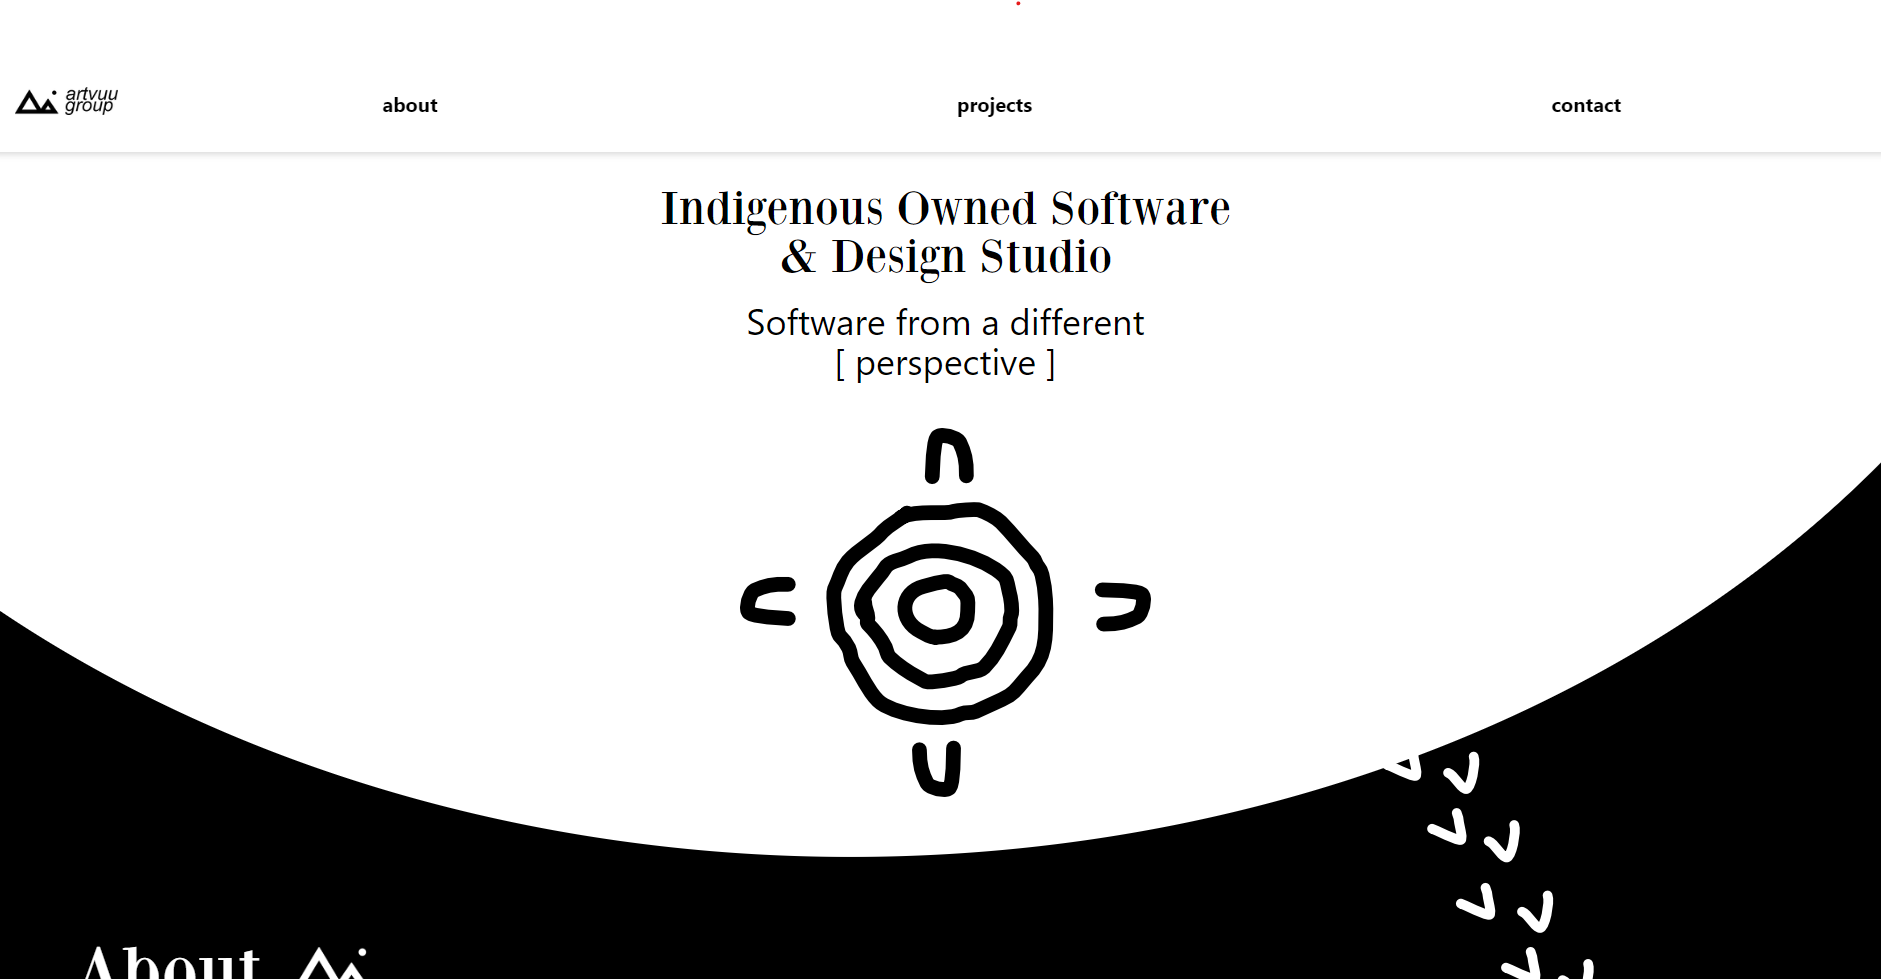 artvuu
group
about
projects
contact
Indigenous Owned Software
& Design Studio
Software from a different
[ perspective ]
About